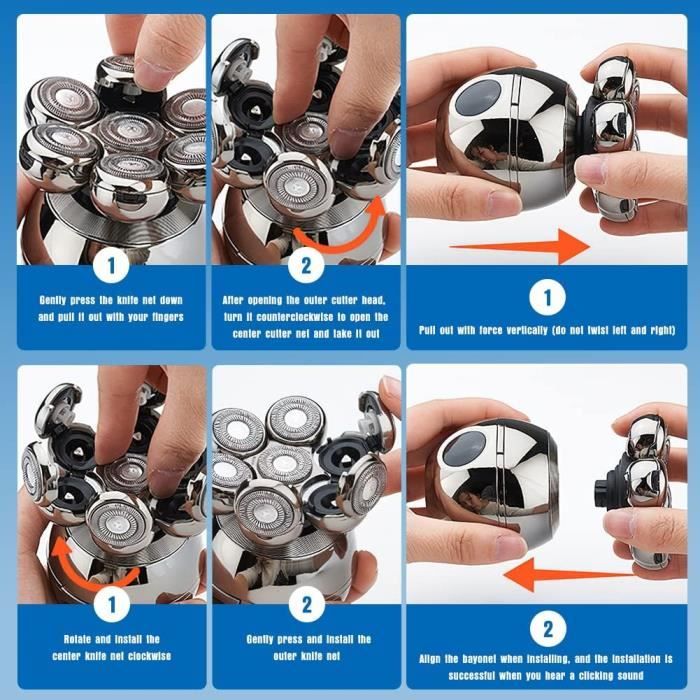 1
Gently press the knife net down
and pull it out with your fingers
2
After opening the outer cutter head,
turn it counterclockwise to open the
center cutter net and take it out
1
Pull out with force vertically (do not twist left and right)
1
Rotate and install the
center knife net clockwise
2
Gently press and install the
outer knife net
2
Align the bayonet when installing, and the installation is
successful when you hear a clicking sound